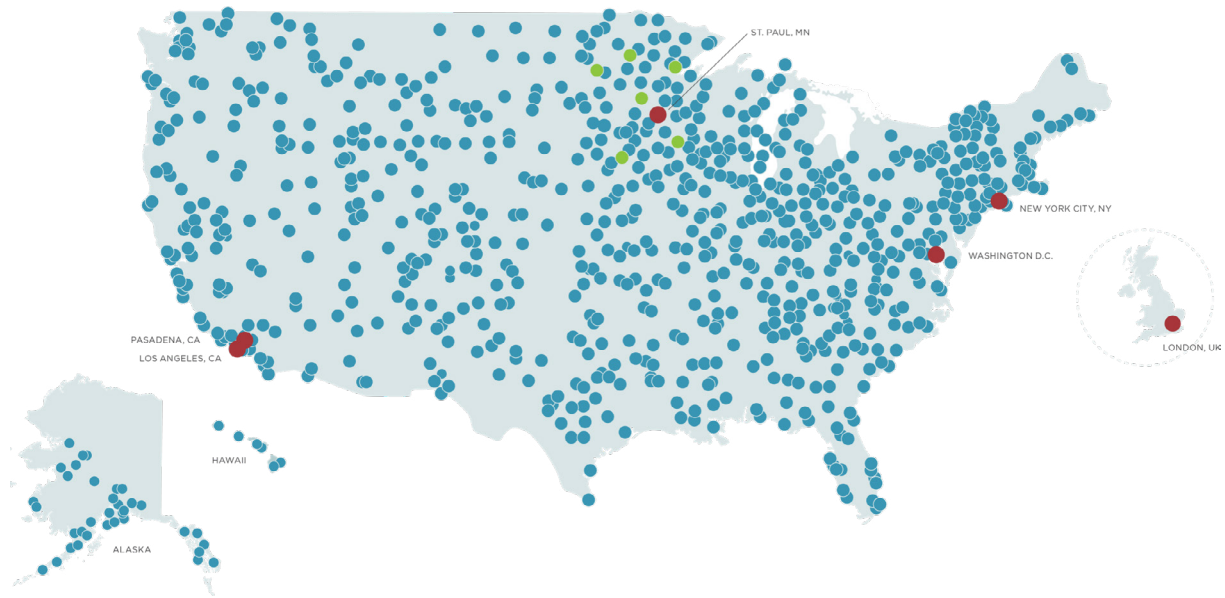 ST. PAUL, MN
NEW YORK CITY, NY
WASHINGTON D.C.
PASADENA, CA
LOS ANGELES, CA
LONDON, UK
HAWAII
ALASKA